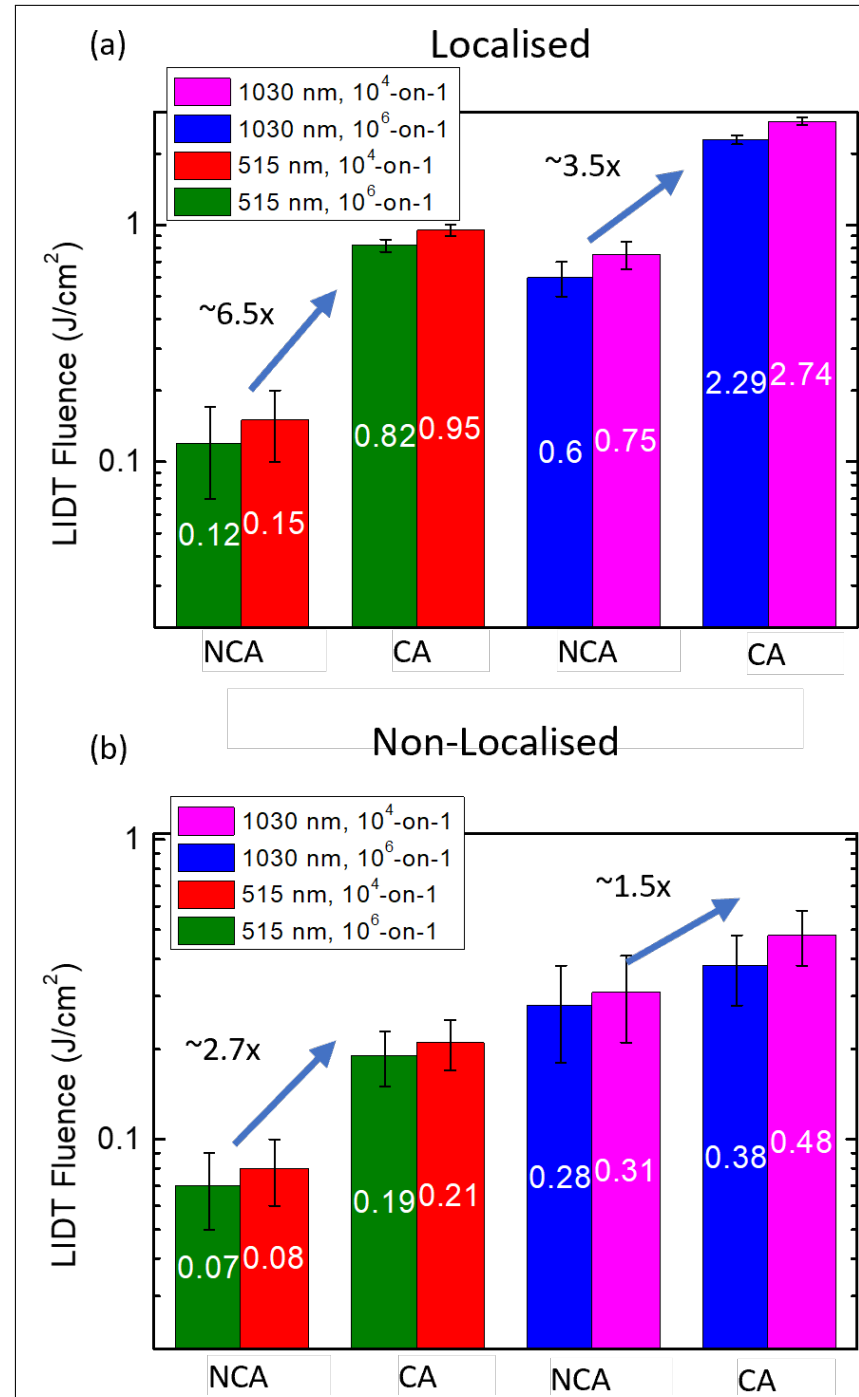 (a) Localised
1030 nm, 10⁴-on-1
1030 nm, 10⁶-on-1
515 nm, 10⁴-on-1
515 nm, 10⁶-on-1
~3.5x
~6.5x
1
0.1
LIDT Fluence (J/cm²)
0.12
0.15
0.82
0.95
0.6
0.75
2.29
2.74
NCA CA NCA CA
(b) Non-Localised
1030 nm, 10⁴-on-1
1030 nm, 10⁶-on-1
515 nm, 10⁴-on-1
515 nm, 10⁶-on-1
~1.5x
~2.7x
1
0.1
LIDT Fluence (J/cm²)
0.07
0.08
0.19
0.21
0.28
0.31
0.38
0.48
NCA CA NCA CA